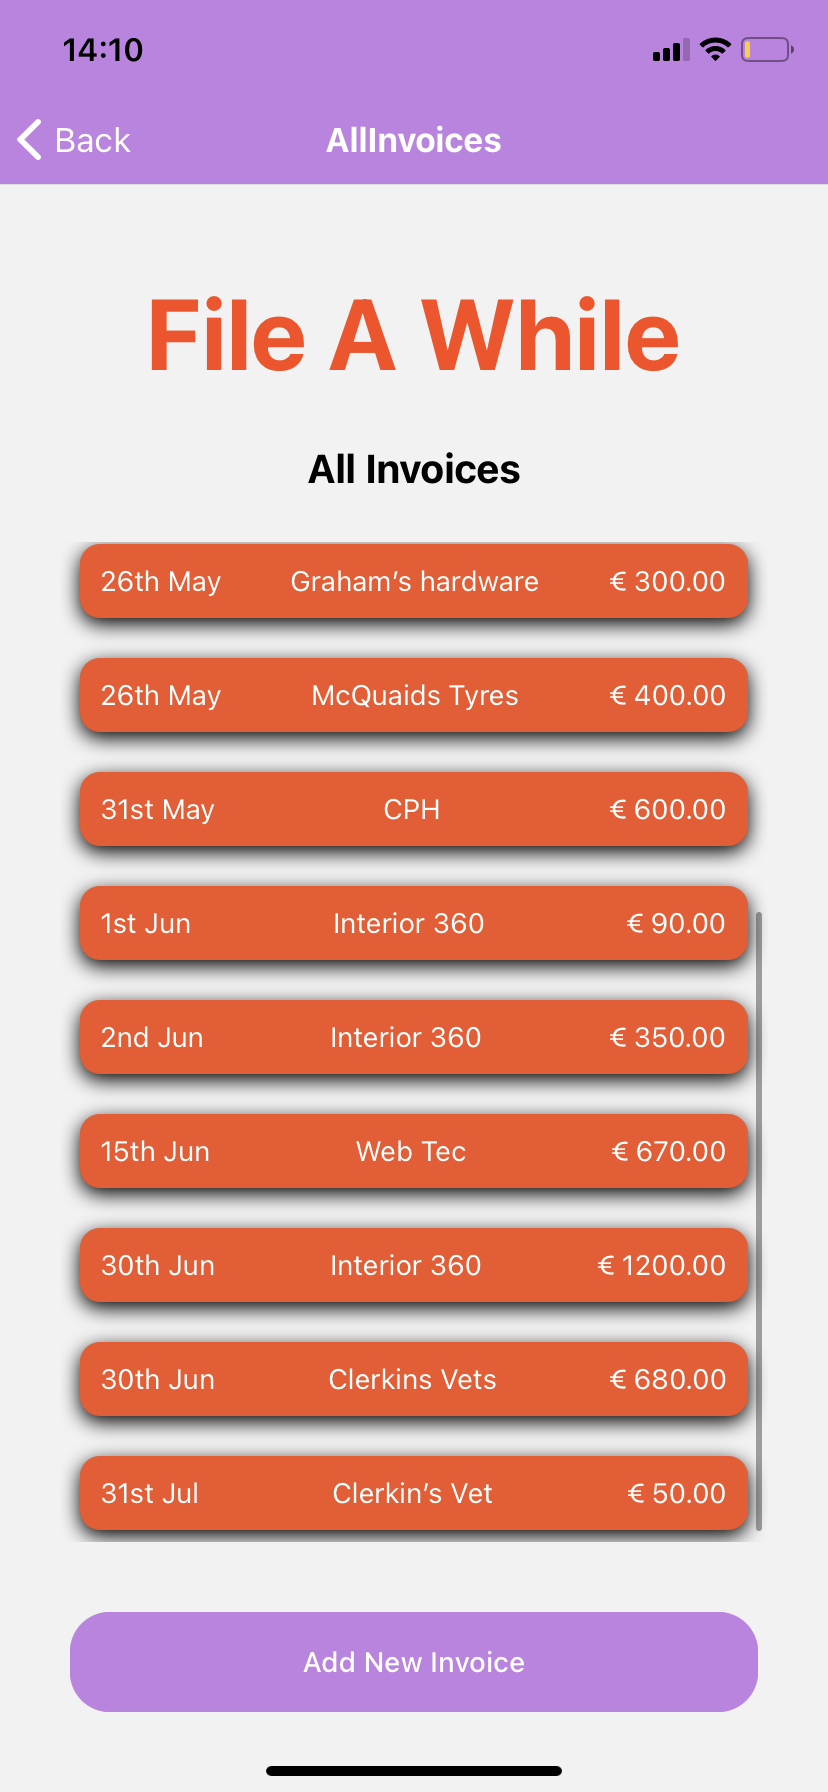 14:10
Back AllInvoices
File A While
All Invoices
26th May Graham’s hardware € 300.00
26th May McQuaids Tyres € 400.00
31st May CPH € 600.00
1st Jun Interior 360 € 90.00
2nd Jun Interior 360 € 350.00
15th Jun Web Tec € 670.00
30th Jun Interior 360 € 1200.00
30th Jun Clerkins Vets € 680.00
31st Jul Clerkin’s Vet € 50.00
Add New Invoice